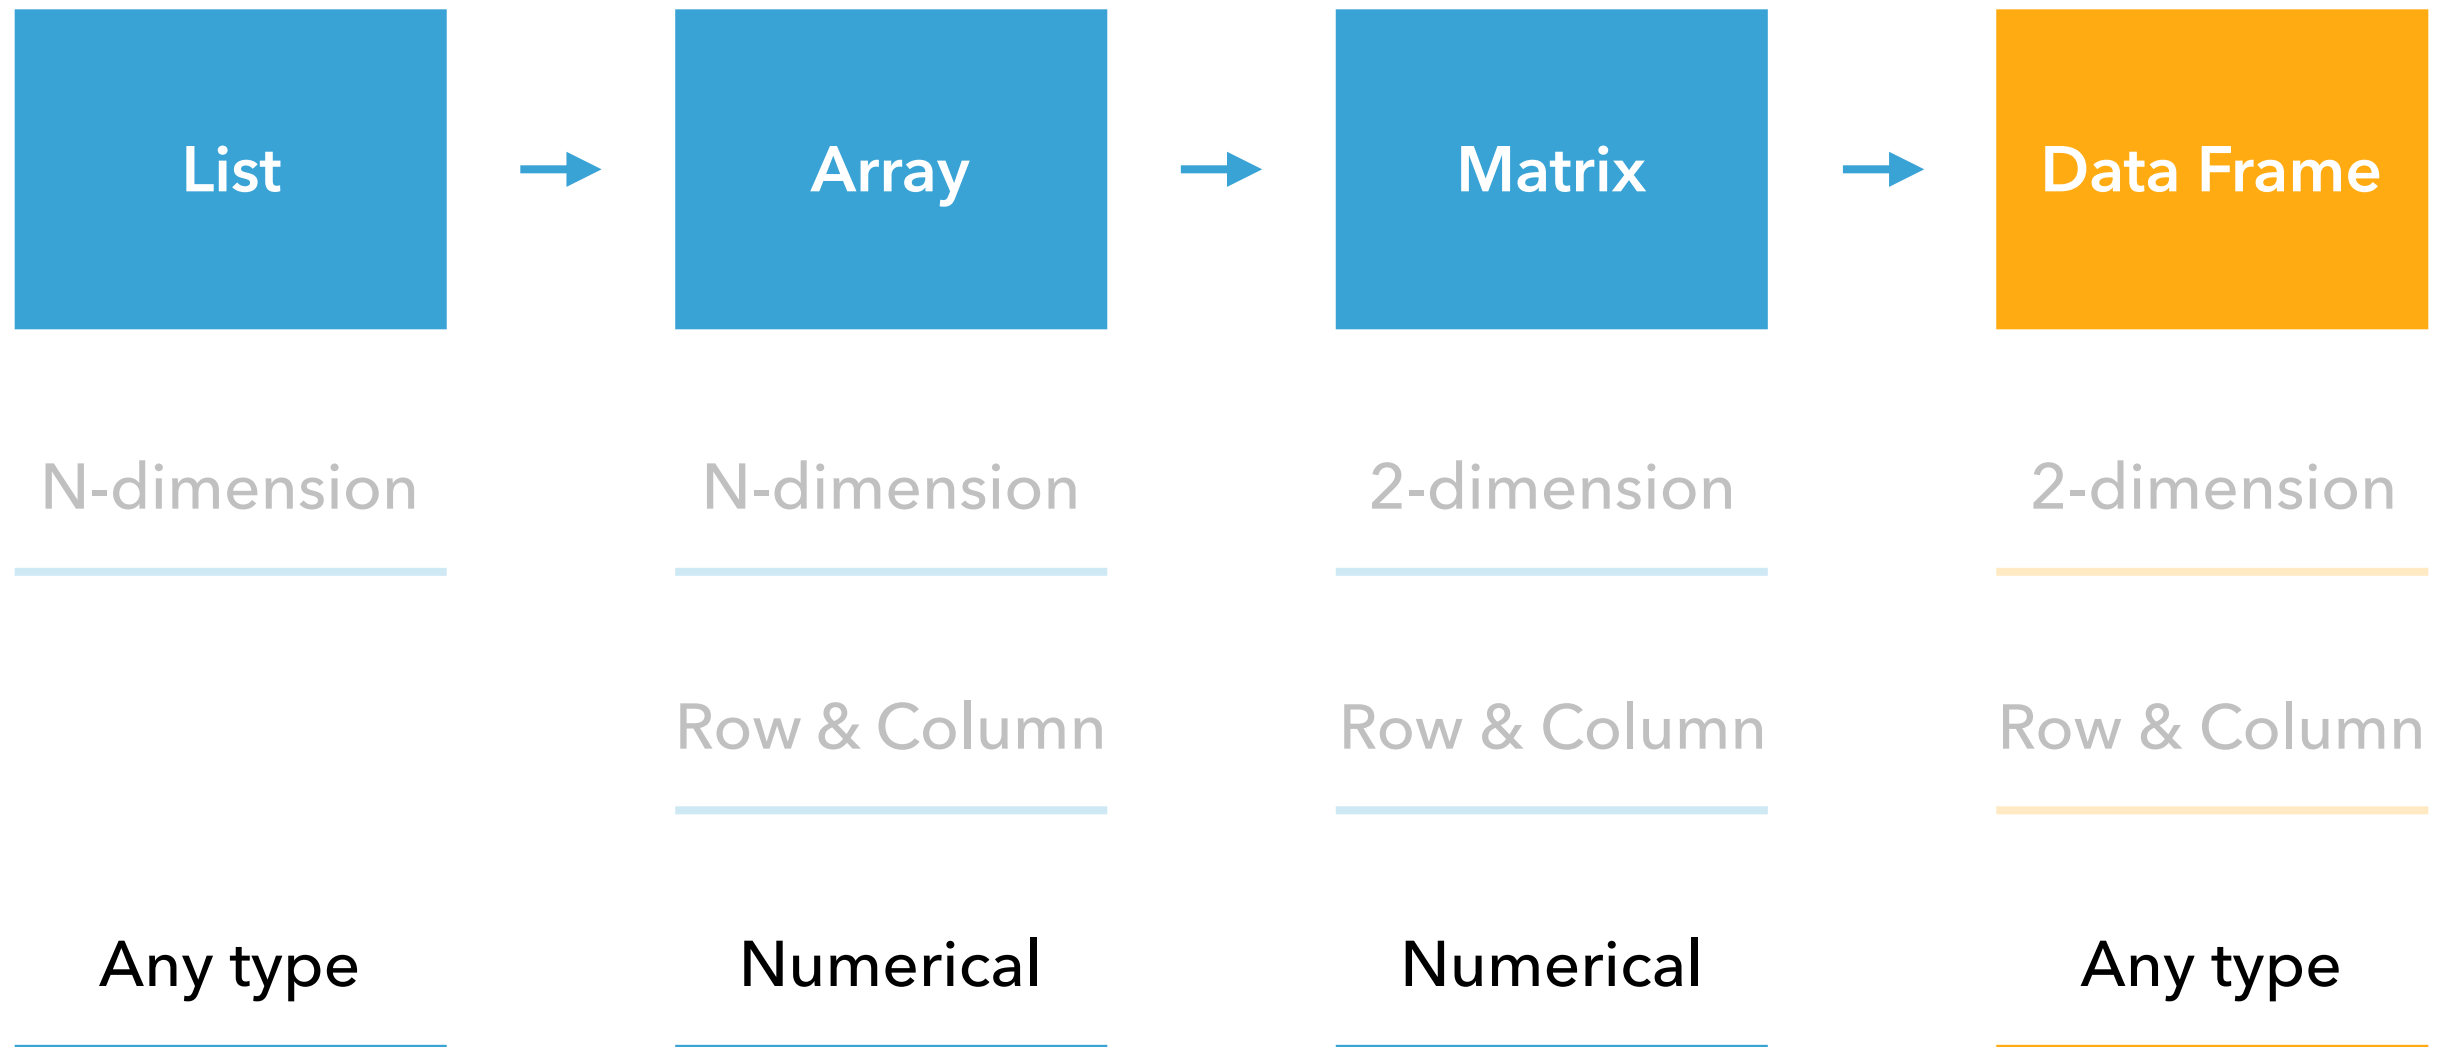 List
Array
Matrix
Data Frame
N-dimension
N-dimension
2-dimension
2-dimension
Row & Column
Row & Column
Row & Column
Any type
Numerical
Numerical
Any type